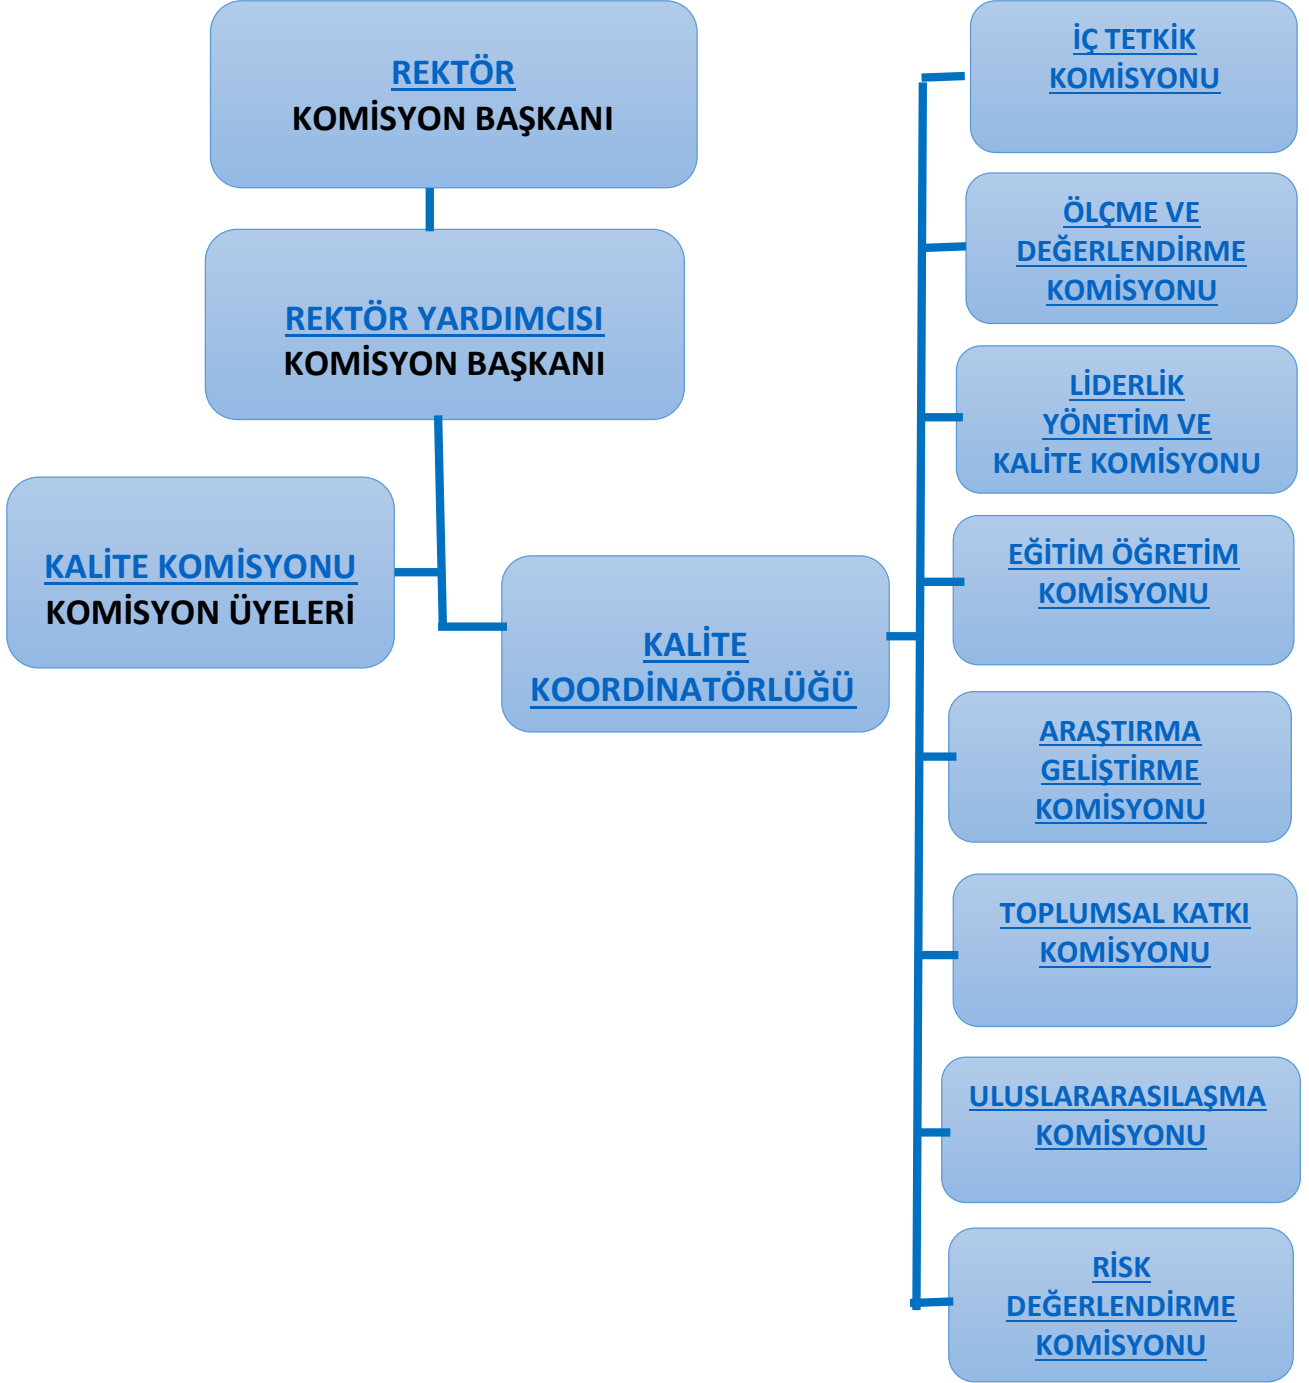 REKTÖR
KOMİSYON BAŞKANI
REKTÖR YARDIMCISI
KOMİSYON BAŞKANI
KALİTE KOMİSYONU
KOMİSYON ÜYELERİ
KALİTE
KOORDİNATÖRLÜĞÜ
İÇ TETKİK
KOMİSYONU
ÖLÇME VE
DEĞERLENDİRME
KOMİSYONU
LİDERLİK
YÖNETİM VE
KALİTE KOMİSYONU
EĞİTİM ÖĞRETİM
KOMİSYONU
ARAŞTIRMA
GELİŞTİRME
KOMİSYONU
TOPLUMSAL KATKI
KOMİSYONU
ULUSLARARASILAŞMA
KOMİSYONU
RİSK
DEĞERLENDİRME
KOMİSYONU